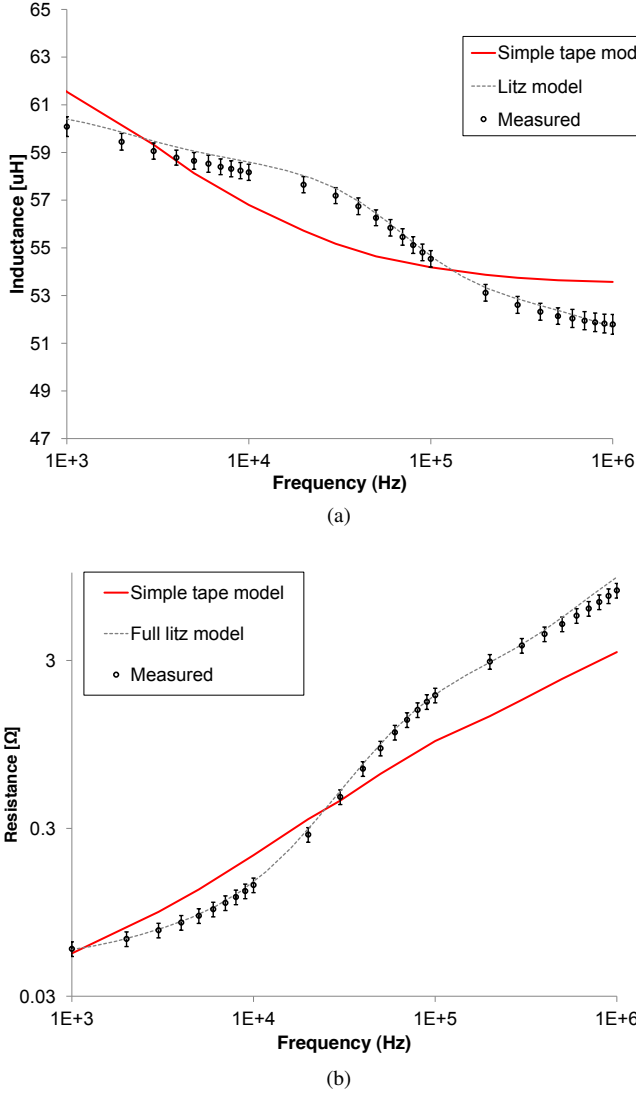 65
63
61
59
57
55
53
51
49
47
Inductance [uH]
Simple tape mod
Litz model
Measured
1E+3
1E+4
1E+5
1E+6
Frequency (Hz)
(a)
Simple tape model
Full litz model
Measured
3
0.3
0.03
Resistance [Ω]
1E+3
1E+4
1E+5
1E+6
Frequency (Hz)
(b)